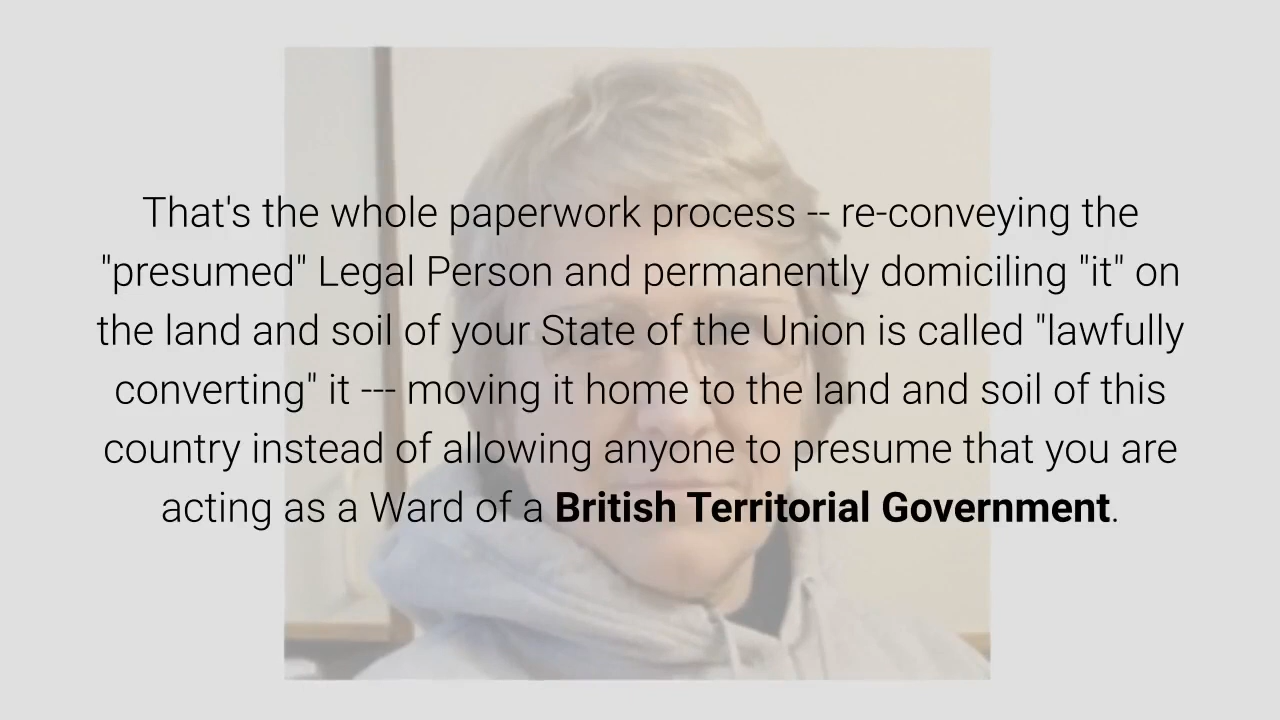 That's the whole paperwork process -- re-conveying the
"presumed" Legal Person and permanently domiciling "it" on
the land and soil of your State of the Union is called "lawfully
converting" it --- moving it home to the land and soil of this
country instead of allowing anyone to presume that you are
acting as a Ward of a British Territorial Government.